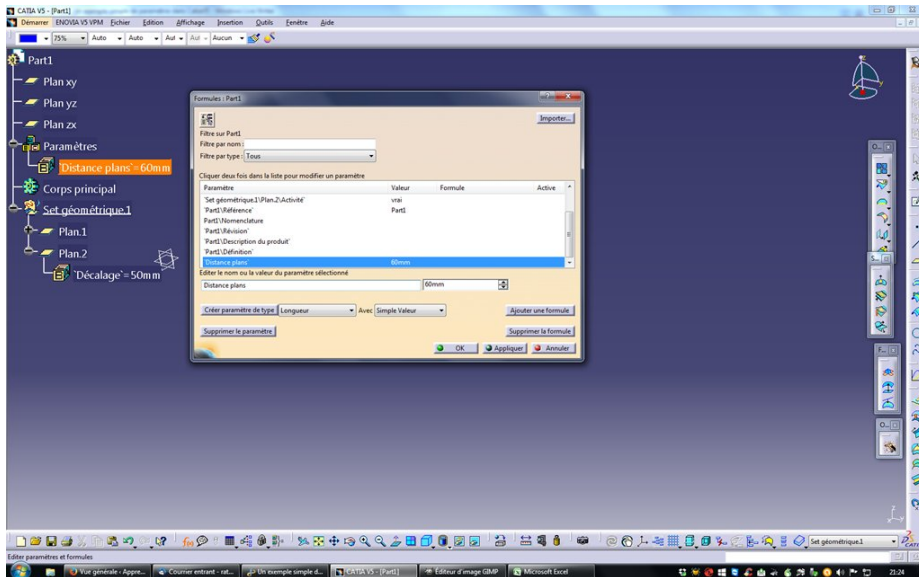 CATIA V5 - [Part1]
Démarrer ENOVIA V5 VPM Fichier Edition Affichage Insertion Outils Fenêtre Aide
75% Auto Auto Aut Aut Aucun
Part1
Plan xy
Plan yz
Plan zx
Paramètres
`Distance plans`=60mm
Corps principal
Set géométrique.1
Plan.1
Plan.2
`Décalage`=50mm
Formules : Part1
Importer...
Filtre sur Part1
Filtre par nom :
Filtre par type : Tous
Cliquer deux fois dans la liste pour modifier un paramètre
Paramètre Valeur Formule Active
`Set géométrique.1\Plan.2\Activité` vrai
`Part1\Référence` Part1
Part1\Nomenclature
`Part1\Révision`
`Part1\Description du produit`
`Part1\Définition`
`Distance plans` 60mm
Editer le nom ou la valeur du paramètre sélectionné
Distance plans 60mm
Créer paramètre de type Longueur Avec Simple Valeur Ajouter une formule
Supprimer le paramètre Supprimer la formule
OK Appliquer Annuler
Set géométrique.1
Editer paramètres et formules
Vue générale - Appre... Courrier entrant - rat... Un exemple simple d... CATIA V5 - [Part1] Éditeur d'image GIMP Microsoft Excel
21:24